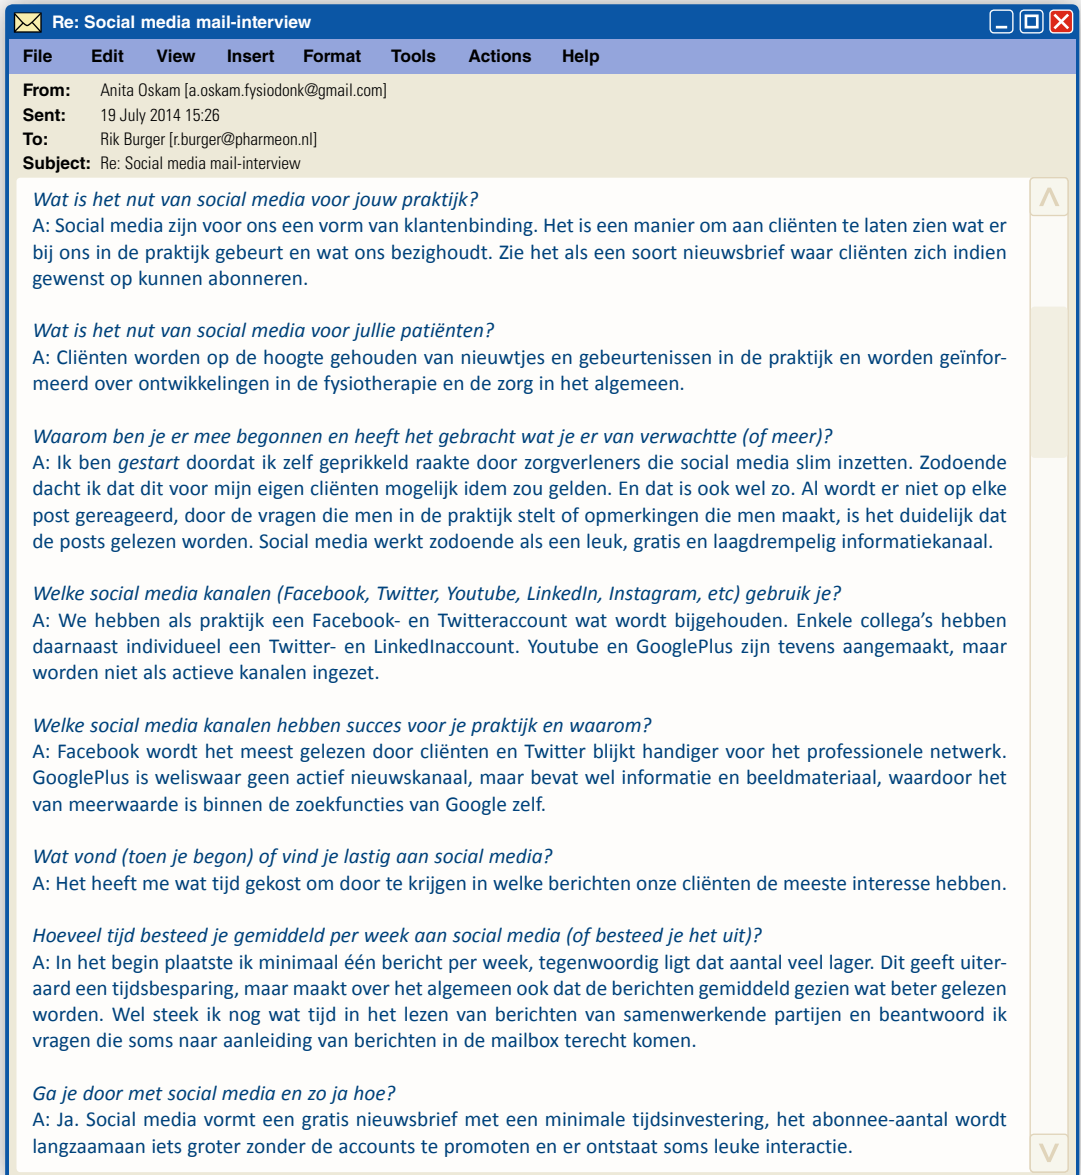 Re: Social media mail-interview
File Edit View Insert Format Tools Actions Help
From: Anita Oskam [a.oskam.fysiodonk@gmail.com]
Sent: 19 July 2014 15:26
To: Rik Burger [r.burger@pharmeon.nl]
Subject: Re: Social media mail-interview
Wat is het nut van social media voor jouw praktijk?
A: Social media zijn voor ons een vorm van klantenbinding. Het is een manier om aan cliënten te laten zien wat er
bij ons in de praktijk gebeurt en wat ons bezighoudt. Zie het als een soort nieuwsbrief waar cliënten zich indien
gewenst op kunnen abonneren.
Wat is het nut van social media voor jullie patiënten?
A: Cliënten worden op de hoogte gehouden van nieuwtjes en gebeurtenissen in de praktijk en worden geïnfor-
meerd over ontwikkelingen in de fysiotherapie en de zorg in het algemeen.
Waarom ben je er mee begonnen en heeft het gebracht wat je er van verwachtte (of meer)?
A: Ik ben gestart doordat ik zelf geprikkeld raakte door zorgverleners die social media slim inzetten. Zodoende
dacht ik dat dit voor mijn eigen cliënten mogelijk idem zou gelden. En dat is ook wel zo. Al wordt er niet op elke
post gereageerd, door de vragen die men in de praktijk stelt of opmerkingen die men maakt, is het duidelijk dat
de posts gelezen worden. Social media werkt zodoende als een leuk, gratis en laagdrempelig informatiekanaal.
Welke social media kanalen (Facebook, Twitter, Youtube, LinkedIn, Instagram, etc) gebruik je?
A: We hebben als praktijk een Facebook- en Twitteraccount wat wordt bijgehouden. Enkele collega's hebben
daarnaast individueel een Twitter- en LinkedInaccount. Youtube en GooglePlus zijn tevens aangemaakt, maar
worden niet als actieve kanalen ingezet.
Welke social media kanalen hebben succes voor je praktijk en waarom?
A: Facebook wordt het meest gelezen door cliënten en Twitter blijkt handiger voor het professionele netwerk.
GooglePlus is weliswaar geen actief nieuwskanaal, maar bevat wel informatie en beeldmateriaal, waardoor het
van meerwaarde is binnen de zoekfuncties van Google zelf.
Wat vond (toen je begon) of vind je lastig aan social media?
A: Het heeft me wat tijd gekost om door te krijgen in welke berichten onze cliënten de meeste interesse hebben.
Hoeveel tijd besteed je gemiddeld per week aan social media (of besteed je het uit)?
A: In het begin plaatste ik minimaal één bericht per week, tegenwoordig ligt dat aantal veel lager. Dit geeft uiter-
aard een tijdsbesparing, maar maakt over het algemeen ook dat de berichten gemiddeld gezien wat beter gelezen
worden. Wel steek ik nog wat tijd in het lezen van berichten van samenwerkende partijen en beantwoord ik
vragen die soms naar aanleiding van berichten in de mailbox terecht komen.
Ga je door met social media en zo ja hoe?
A: Ja. Social media vormt een gratis nieuwsbrief met een minimale tijdsinvestering, het abonnee-aantal wordt
langzaamaan iets groter zonder de accounts te promoten en er ontstaat soms leuke interactie.